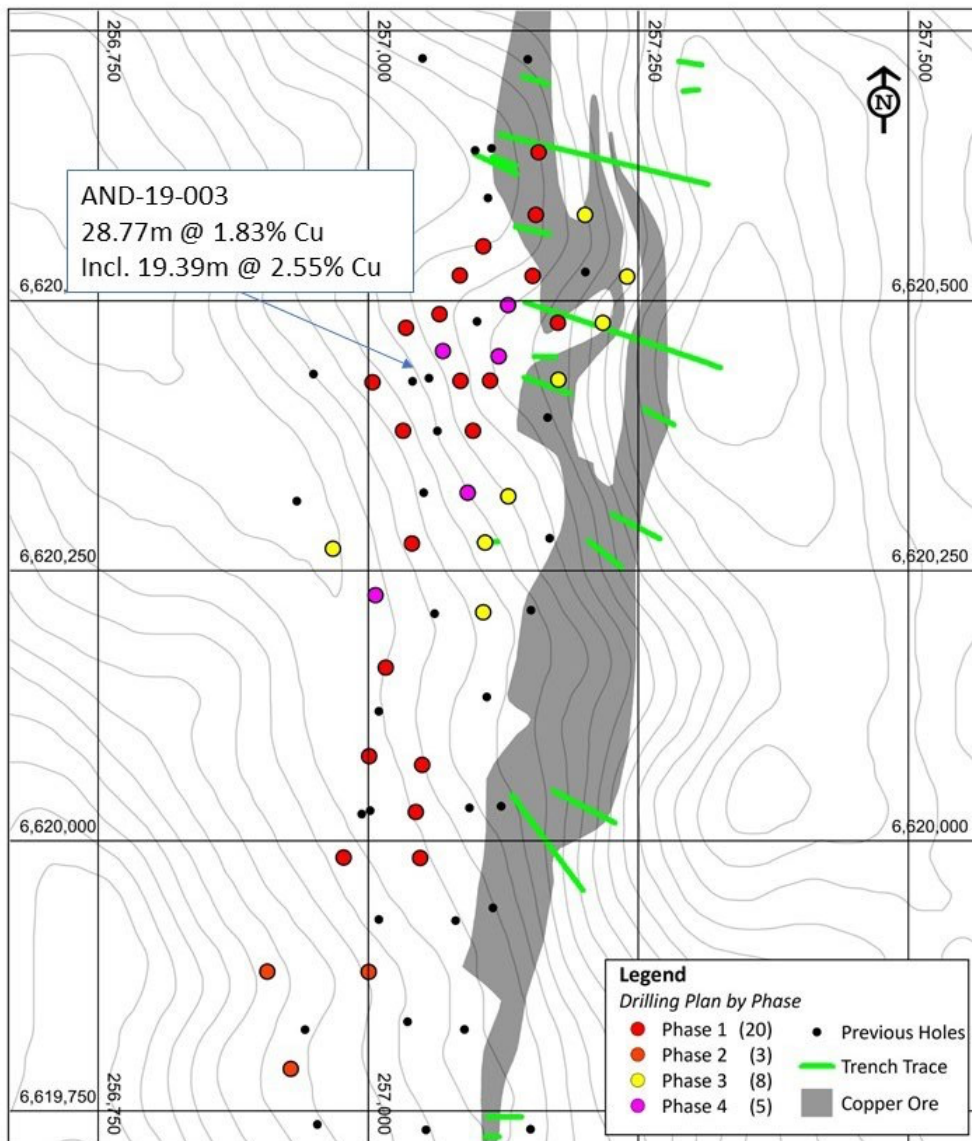 256,750
257,000
257,250
257,500
N
AND-19-003
28.77m @ 1.83% Cu
Incl. 19.39m @ 2.55% Cu
6,620,
6,620,500
6,620,250
6,620,250
6,620,000
6,620,000
6,619,750
256,750
257,000
Legend
Drilling Plan by Phase
Phase 1 (20)
Phase 2 (3)
Phase 3 (8)
Phase 4 (5)
Previous Holes
Trench Trace
Copper Ore